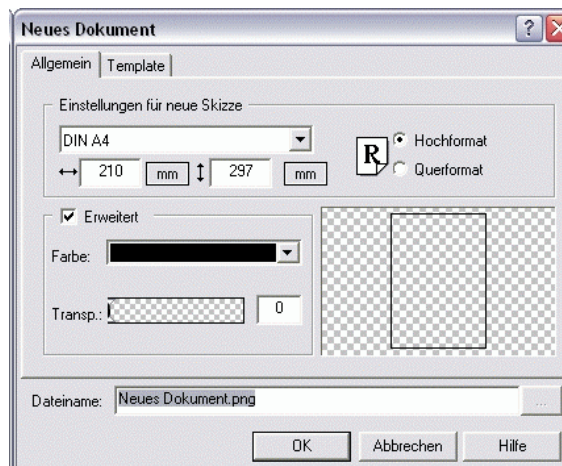 Neues Dokument
Allgemein Template
Einstellungen für neue Skizze
DIN A4
210 mm 297 mm
R
Hochformat
Querformat
Erweitert
Farbe:
Transp.: 0
Dateiname: Neues Dokument.png ...
OK Abbrechen Hilfe